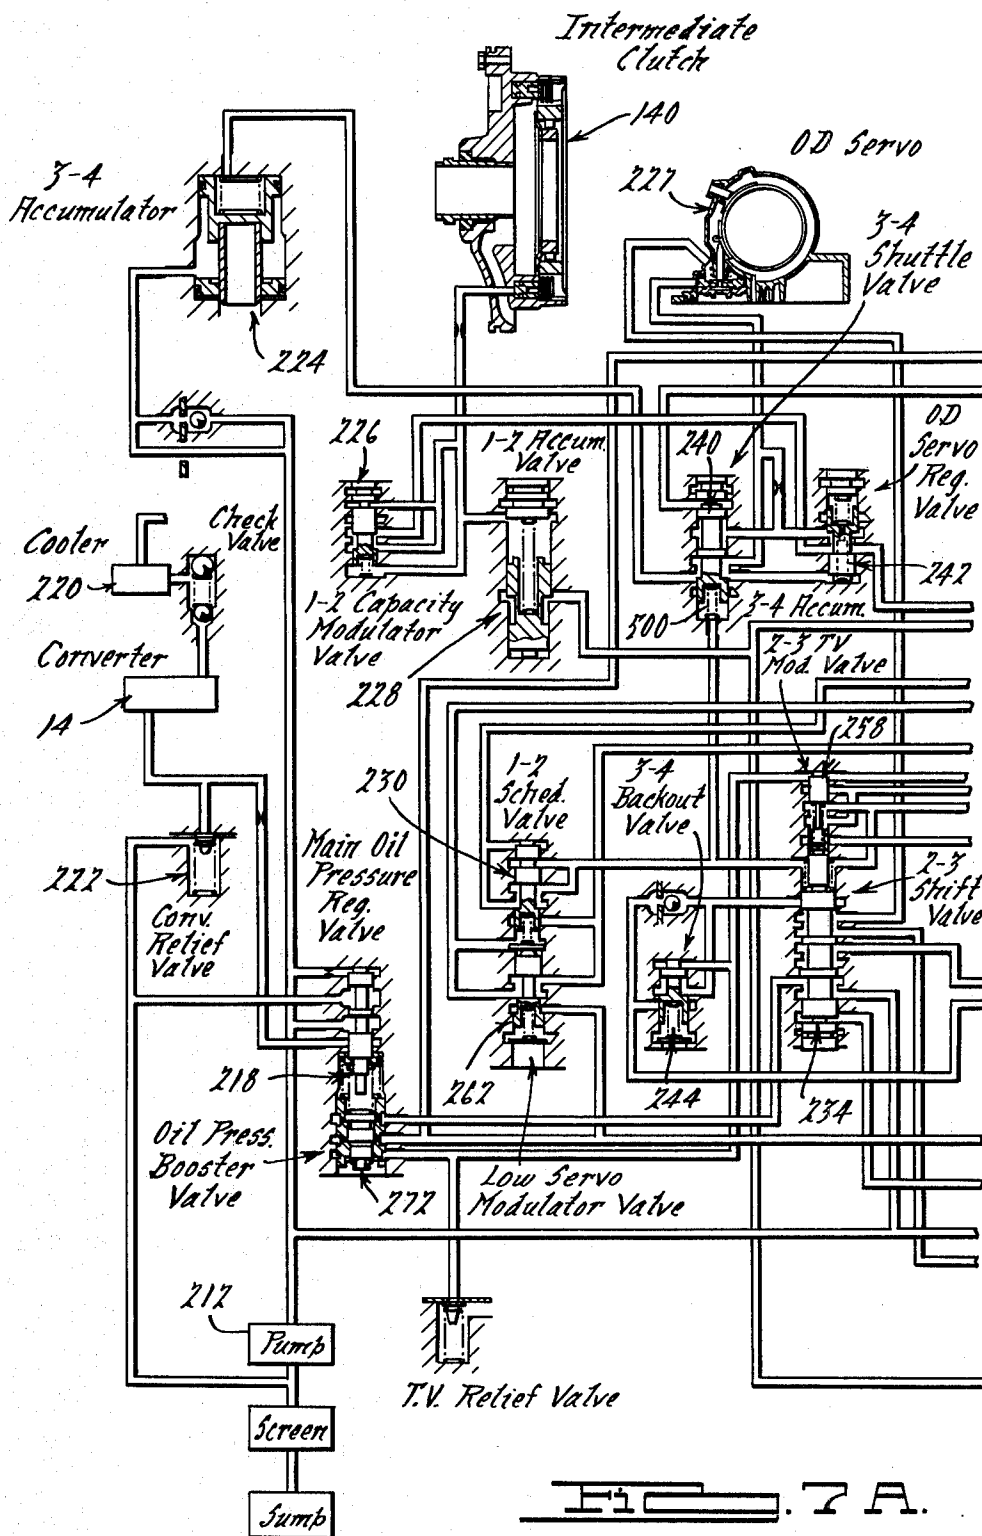 Intermediate
Clutch
140
OD Servo
227
3-4
Accumulator
3-4
Shuttle
Valve
224
OD
Servo
Reg.
Valve
226
1-2 Accum.
Valve
240
Cooler
220
Check
Valve
242
1-2 Capacity
Modulator
Valve
228
500
3-4 Accum.
2-3 TV
Mod. Valve
258
Converter
14
230
1-2
Sched.
Valve
3-4
Backout
Valve
222
Conv.
Relief
Valve
Main Oil
Pressure
Reg.
Valve
2-3
Shift
Valve
218
262
244
234
Oil Press.
Booster
Valve
272
Low Servo
Modulator Valve
212
Pump
T.V. Relief Valve
Screen
Sump
Fig. 7A.